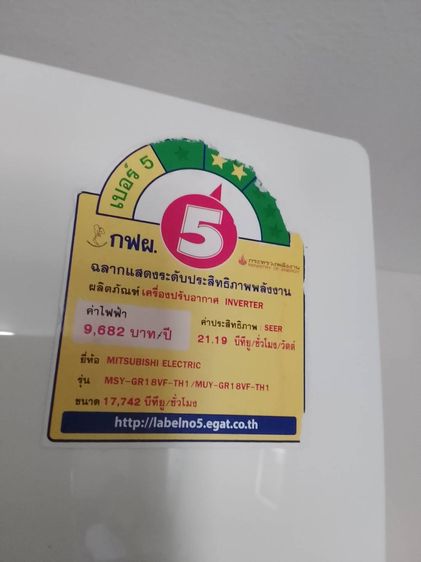 เบอร์ 5
5
กฟผ.
กระทรวงพลังงาน
MINISTRY OF ENERGY
ฉลากแสดงระดับประสิทธิภาพพลังงาน
ผลิตภัณฑ์ เครื่องปรับอากาศ INVERTER
ค่าไฟฟ้า
9,682 บาท/ปี
ค่าประสิทธิภาพ SEER
21.19 บีทียู/ชั่วโมง/วัตต์
ยี่ห้อ MITSUBISHI ELECTRIC
รุ่น MSY-GR18VF-TH1/MUY-GR18VF-TH1
ขนาด 17,742 บีทียู/ชั่วโมง
http://labelno5.egat.co.th